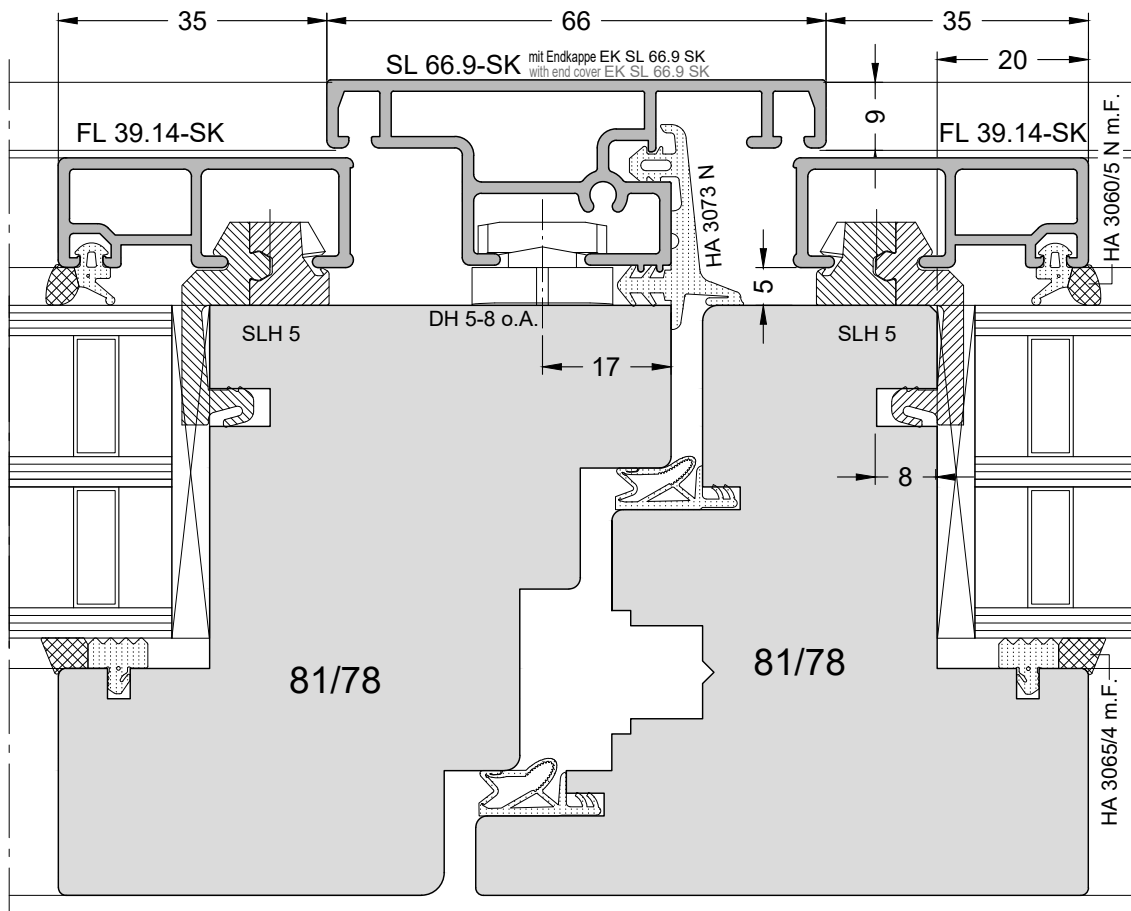 35
66
35
SL 66.9-SK mit Endkappe EK SL 66.9 SK
with end cover EK SL 66.9 SK
20
9
FL 39.14-SK
FL 39.14-SK
HA 3060/5 N m.F.
HA 3073 N
5
SLH 5
DH 5-8 o.A.
SLH 5
17
8
81/78
81/78
HA 3065/4 m.F.